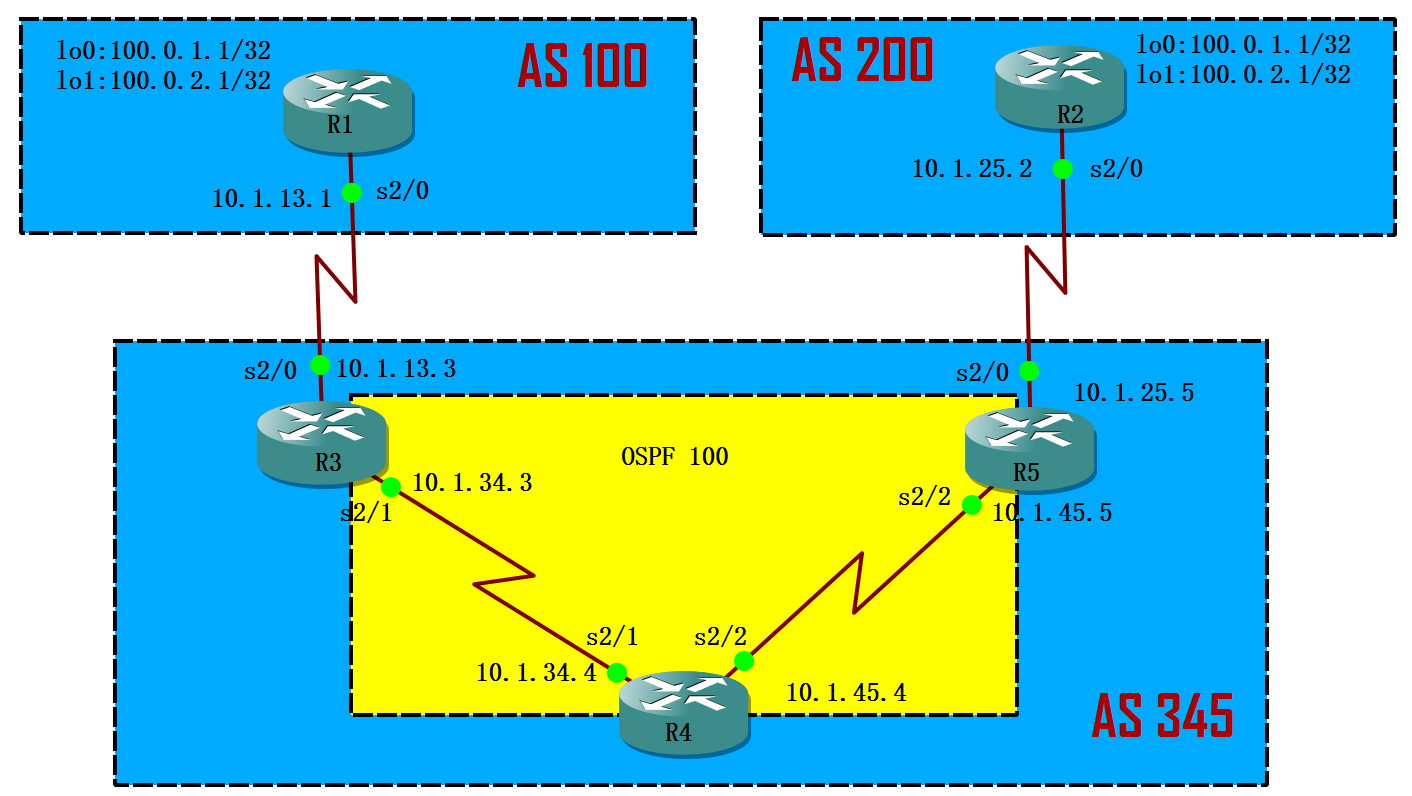 lo0:100.0.1.1/32
lo1:100.0.2.1/32
AS 100
R1
10.1.13.1
s2/0
AS 200
lo0:100.0.1.1/32
lo1:100.0.2.1/32
R2
10.1.25.2
s2/0
s2/0
10.1.13.3
R3
10.1.34.3
s2/1
OSPF 100
s2/0
10.1.25.5
R5
s2/2
10.1.45.5
s2/1
10.1.34.4
s2/2
10.1.45.4
R4
AS 345